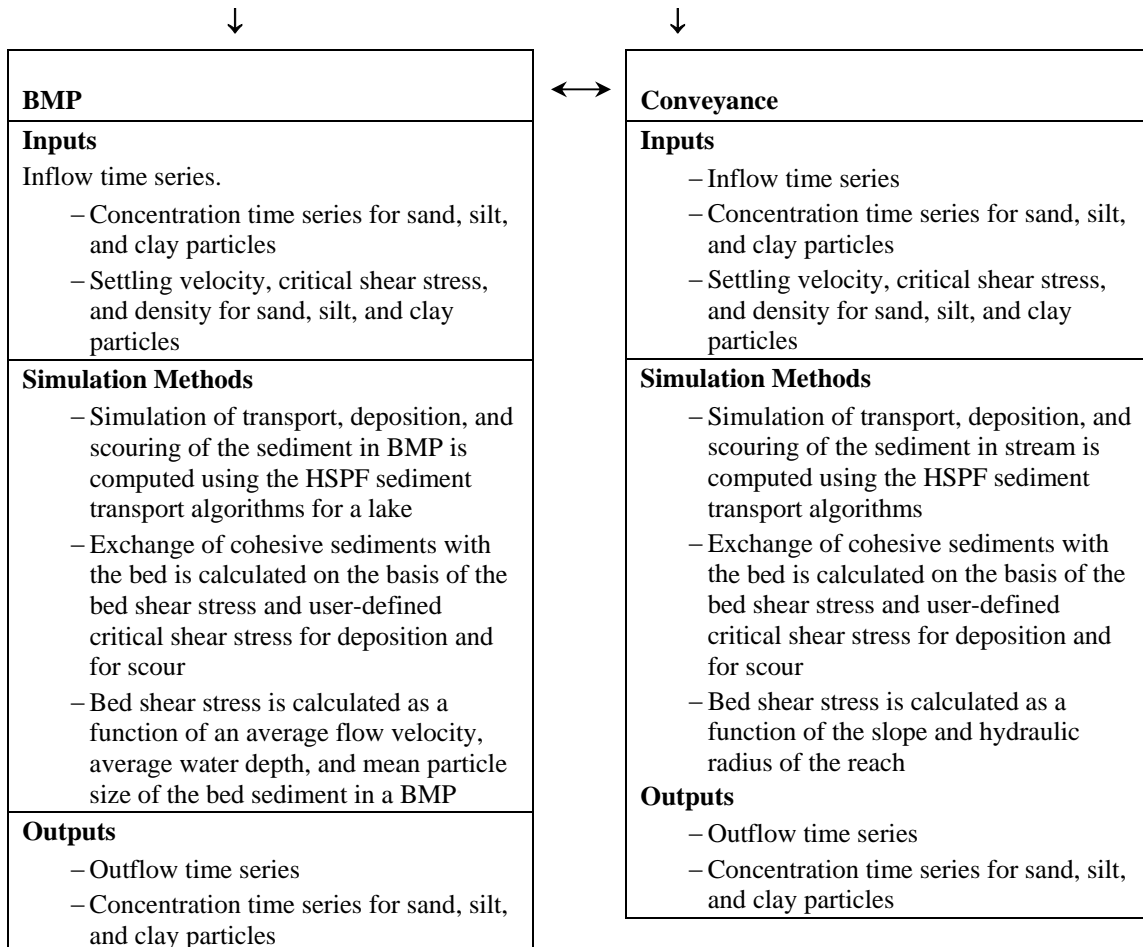 BMP
Inputs
Inflow time series.
– Concentration time series for sand, silt,
and clay particles
– Settling velocity, critical shear stress,
and density for sand, silt, and clay
particles
Simulation Methods
– Simulation of transport, deposition, and
scouring of the sediment in BMP is
computed using the HSPF sediment
transport algorithms for a lake
– Exchange of cohesive sediments with
the bed is calculated on the basis of the
bed shear stress and user-defined
critical shear stress for deposition and
for scour
– Bed shear stress is calculated as a
function of an average flow velocity,
average water depth, and mean particle
size of the bed sediment in a BMP
Outputs
– Outflow time series
– Concentration time series for sand, silt,
and clay particles
Conveyance
Inputs
– Inflow time series
– Concentration time series for sand, silt,
and clay particles
– Settling velocity, critical shear stress,
and density for sand, silt, and clay
particles
Simulation Methods
– Simulation of transport, deposition, and
scouring of the sediment in stream is
computed using the HSPF sediment
transport algorithms
– Exchange of cohesive sediments with
the bed is calculated on the basis of the
bed shear stress and user-defined
critical shear stress for deposition and
for scour
– Bed shear stress is calculated as a
function of the slope and hydraulic
radius of the reach
Outputs
– Outflow time series
– Concentration time series for sand, silt,
and clay particles